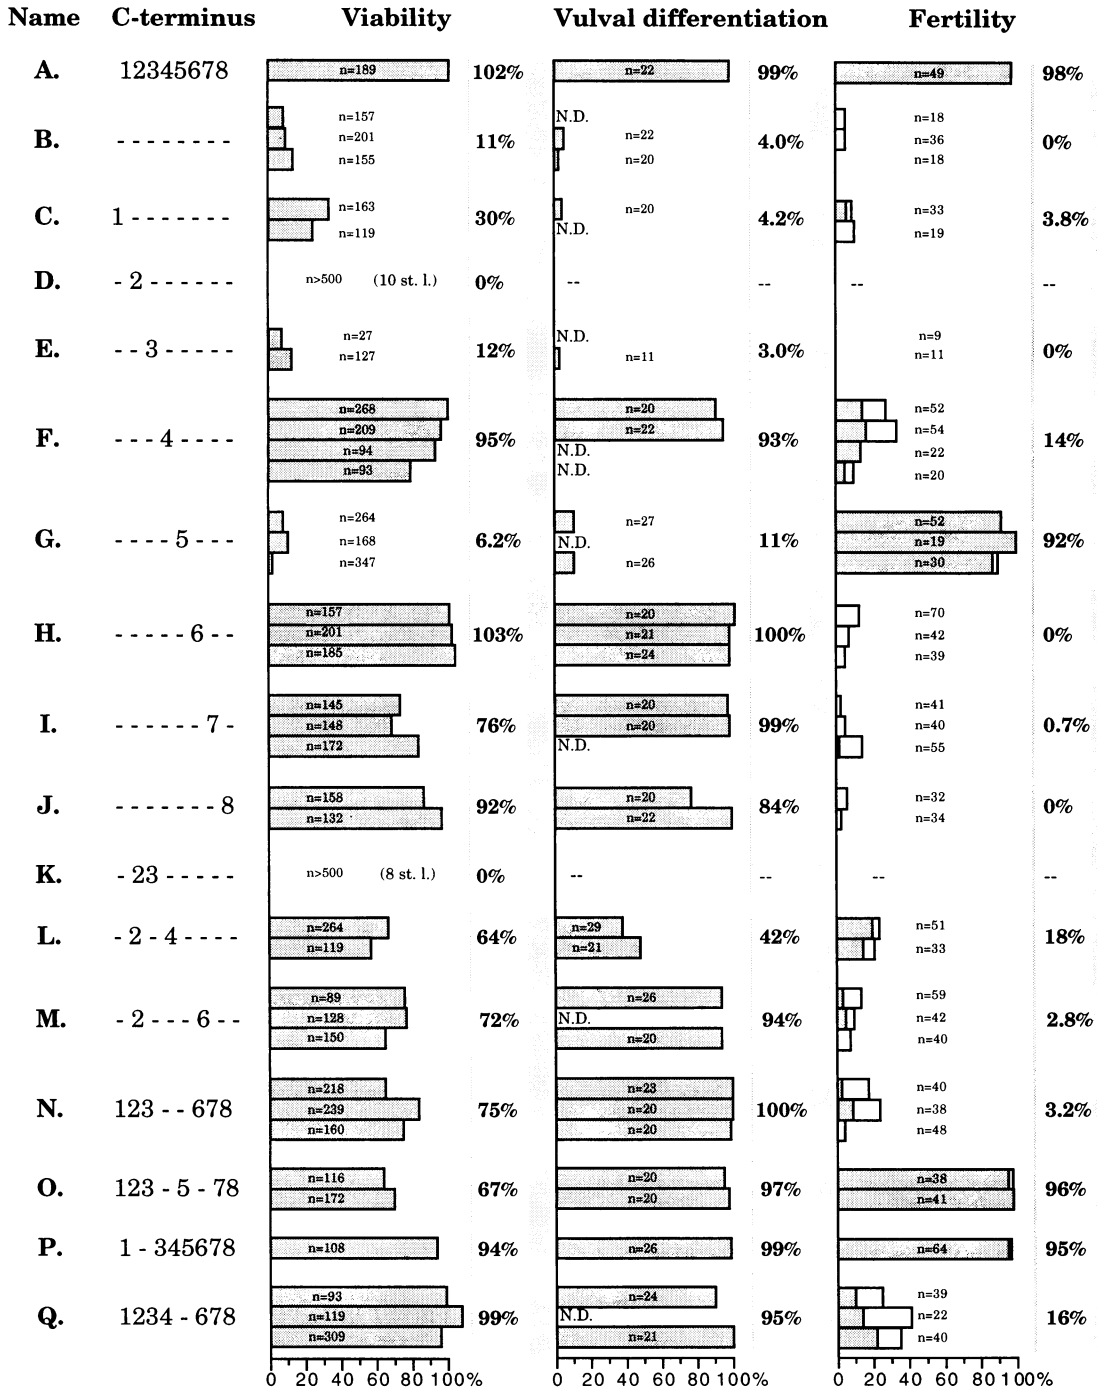 Name C-terminus Viability Vulval differentiation Fertility
A. 12345678 n=189 102% n=22 99% n=49 98%
n=157 N.D. n=18
B. - - - - - - - - n=201 11% n=22 4.0% n=36 0%
n=155 n=20 n=18
C. 1 - - - - - - - n=163 30% n=20 4.2% n=33 3.8%
n=119 N.D. n=19
D. - 2 - - - - - - n>500 (10 st. l.) 0% -- -- -- --
n=27 N.D. n=9
E. - - 3 - - - - - n=127 12% n=11 3.0% n=11 0%
n=268 n=20 n=52
F. - - - 4 - - - - n=209 95% n=22 93% n=54 14%
n=94 N.D. n=22
n=93 N.D. n=20
n=264 n=27 n=52
G. - - - - 5 - - - n=168 6.2% N.D. 11% n=19 92%
n=347 n=26 n=30
n=157 n=20 n=70
H. - - - - - 6 - - n=201 103% n=21 100% n=42 0%
n=185 n=24 n=39
n=145 n=20 n=41
I. - - - - - - 7 - n=148 76% n=20 99% n=40 0.7%
n=172 N.D. n=55
J. - - - - - - - 8 n=158 92% n=20 84% n=32 0%
n=132 n=22 n=34
K. - 23 - - - - - n>500 (8 st. l.) 0% -- -- -- --
L. - 2 - 4 - - - - n=264 64% n=29 42% n=51 18%
n=119 n=21 n=33
n=89 n=26 n=59
M. - 2 - - - 6 - - n=128 72% N.D. 94% n=42 2.8%
n=150 n=20 n=40
n=218 n=23 n=40
N. 123 - - 678 n=239 75% n=20 100% n=38 3.2%
n=160 n=20 n=48
O. 123 - 5 - 78 n=116 67% n=20 97% n=38 96%
n=172 n=20 n=41
P. 1 - 345678 n=108 94% n=26 99% n=64 95%
n=93 n=24 n=39
Q. 1234 - 678 n=119 99% N.D. 95% n=22 16%
n=309 n=21 n=40
0 20 40 60 80 100% 0 20 40 60 80 100% 0 20 40 60 80 100%